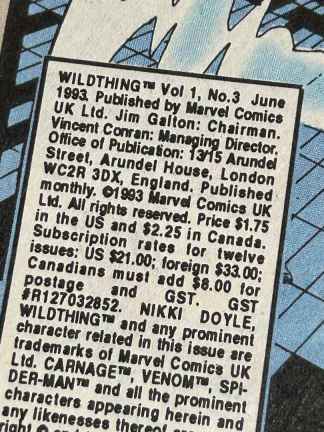 WILDTHING™ Vol 1, No.3 June
1993. Published by Marvel Comics
UK Ltd. Jim Galton: Chairman.
Vincent Conran: Managing Director.
Office of Publication: 13/15 Arundel
Street, Arundel House, London
WC2R 3DX, England. Published
monthly. ©1993 Marvel Comics UK
Ltd. All rights reserved. Price $1.75
in the US and $2.25 in Canada.
Subscription rates for twelve
issues: US $21.00; foreign $33.00;
Canadians must add $8.00 for
postage and GST. GST
#R127032852. NIKKI DOYLE,
WILDTHING™ and any prominent
character related in this issue are
trademarks of Marvel Comics UK
Ltd. CARNAGE™, VENOM™, SPI-
DER-MAN™ and all the prominent
characters appearing herein and
any likenesses thereof are